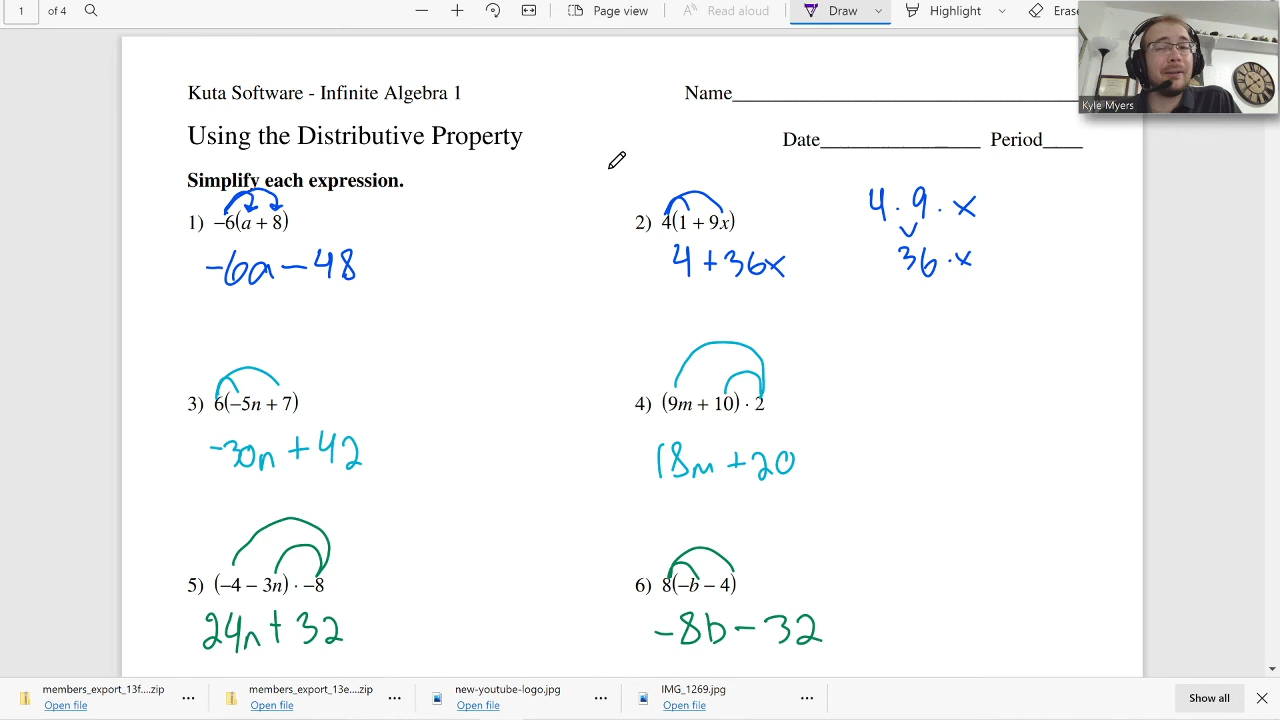 1 of 4 Page view Read aloud Draw Highlight Erase
Kyle Myers
Kuta Software - Infinite Algebra 1 Name
Using the Distributive Property Date Period
Simplify each expression.
1) –6(a + 8) 2) 4(1 + 9x) 4 · 9 · x
-6a - 48 4 + 36x 36 · x
3) 6(–5n + 7) 4) (9m + 10) · 2
-30n + 42 18m + 20
5) (–4 – 3n) · –8 6) 8(–b – 4)
24n + 32 -8b - 32
members_export_13f....zip members_export_13e....zip new-youtube-logo.jpg IMG_1269.jpg Show all
Open file Open file Open file Open file